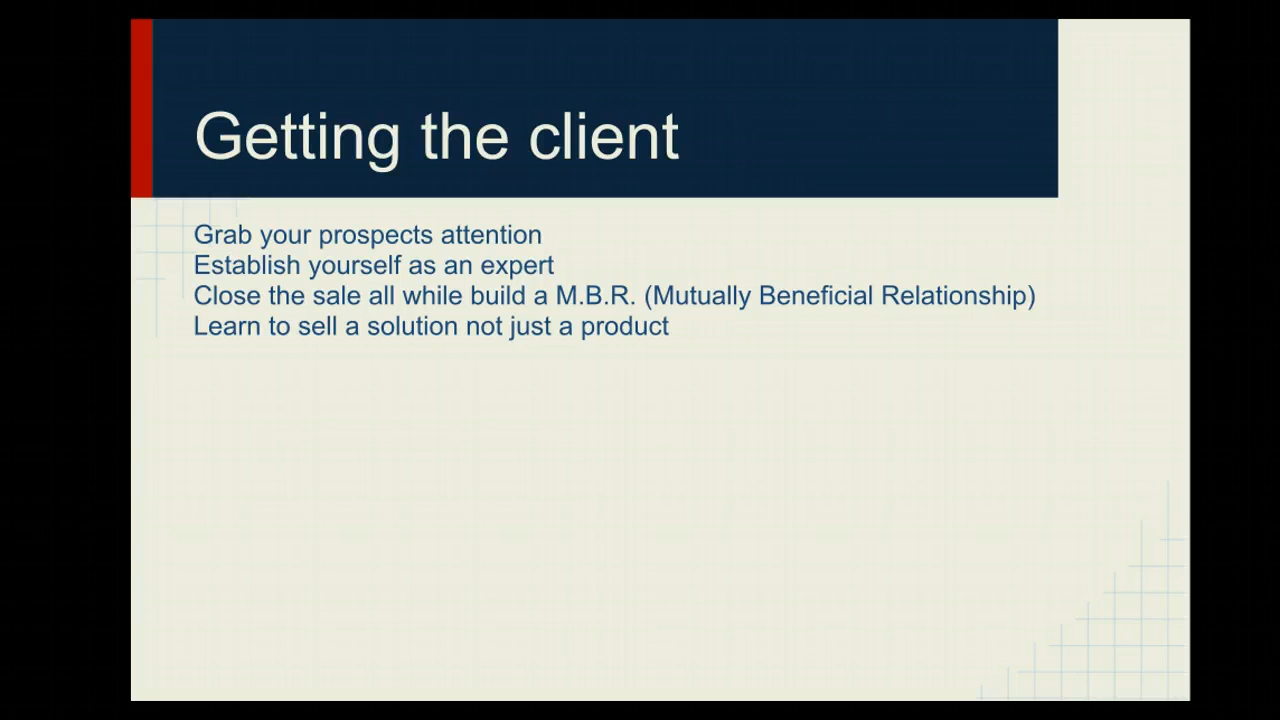 Getting the client
Grab your prospects attention
Establish yourself as an expert
Close the sale all while build a M.B.R. (Mutually Beneficial Relationship)
Learn to sell a solution not just a product